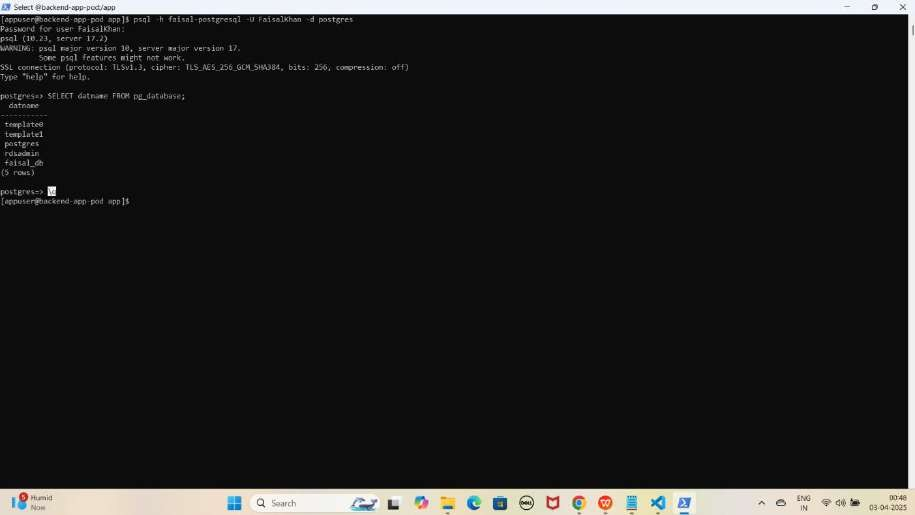 Select @backend-app-pod:/app
[appuser@backend-app-pod app]$ psql -h faisal-postgresql -U FaisalKhan -d postgres
Password for user FaisalKhan:
psql (10.23, server 17.2)
WARNING: psql major version 10, server major version 17.
Some psql features might not work.
SSL connection (protocol: TLSv1.3, cipher: TLS_AES_256_GCM_SHA384, bits: 256, compression: off)
Type "help" for help.
postgres=> SELECT datname FROM pg_database;
datname
-----------
template0
template1
postgres
rdsadmin
faisal_db
(5 rows)
postgres=> \q
[appuser@backend-app-pod app]$
5
Humid
Now
Search
DELL
ENG
IN
00:48
03-04-2025